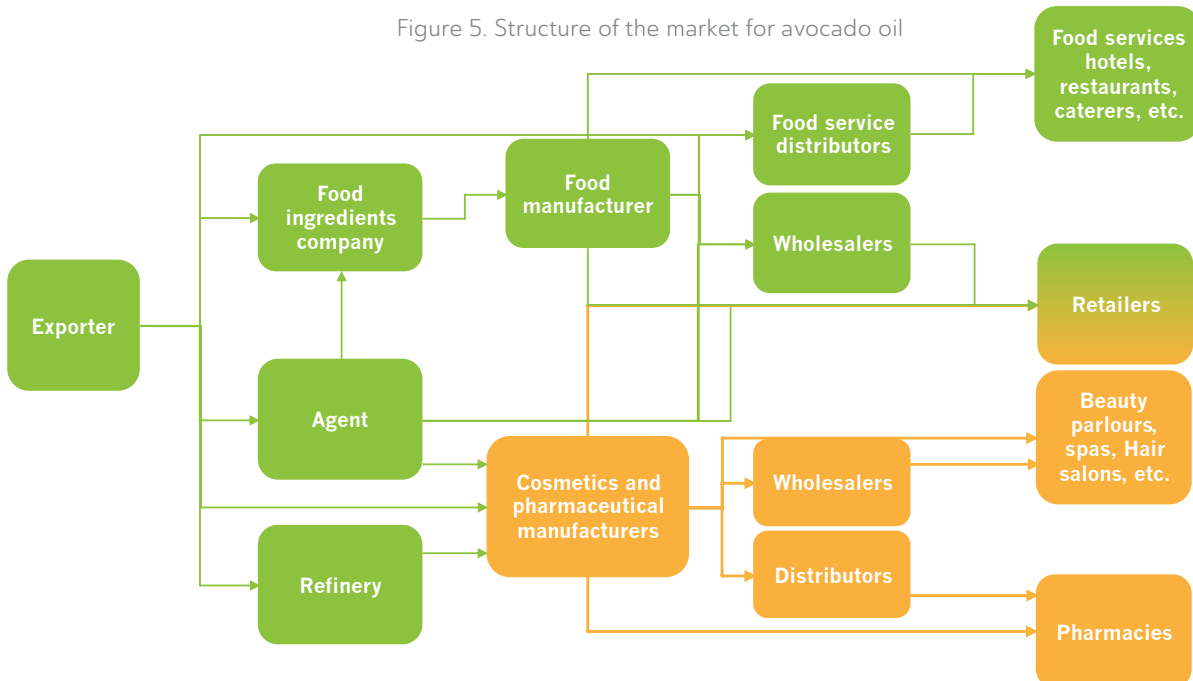 Figure 5. Structure of the market for avocado oil
Food services
hotels,
restaurants,
caterers, etc.
Food service
distributors
Food
ingredients
company
Food
manufacturer
Wholesalers
Exporter
Retailers
Agent
Beauty
parlours,
spas, Hair
salons, etc.
Cosmetics and
pharmaceutical
manufacturers
Wholesalers
Refinery
Distributors
Pharmacies